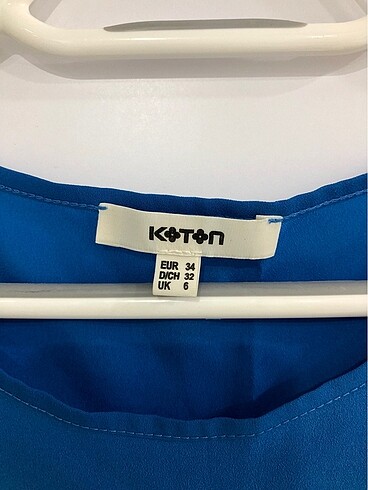 KOTON
EUR 34
D/CH 32
UK 6